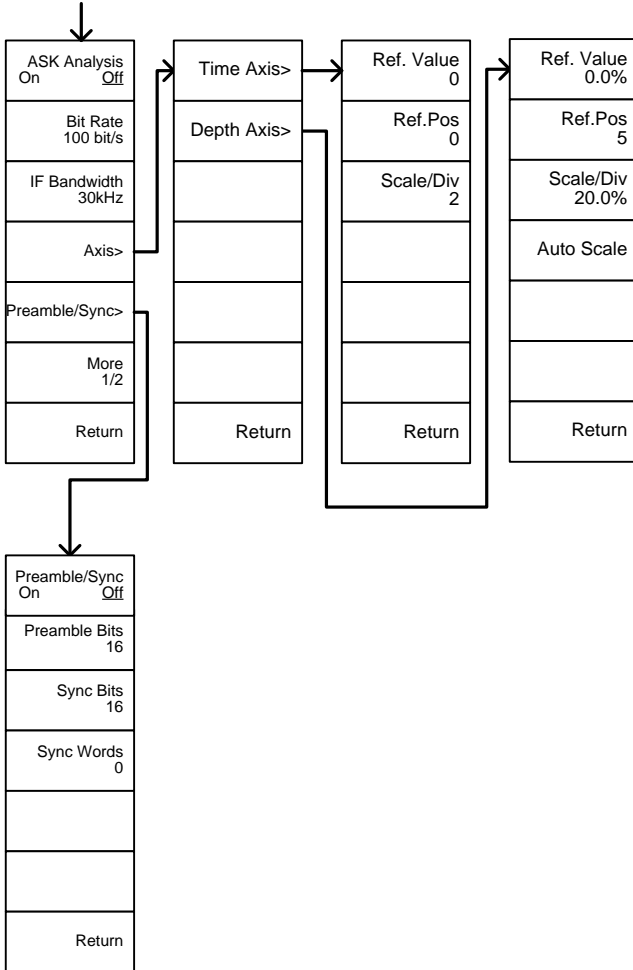 ASK Analysis
On Off
Bit Rate
100 bit/s
IF Bandwidth
30kHz
Axis>
Preamble/Sync>
More
1/2
Return
Time Axis>
Depth Axis>
Return
Ref. Value
0
Ref.Pos
0
Scale/Div
2
Return
Ref. Value
0.0%
Ref.Pos
5
Scale/Div
20.0%
Auto Scale
Return
Preamble/Sync
On Off
Preamble Bits
16
Sync Bits
16
Sync Words
0
Return